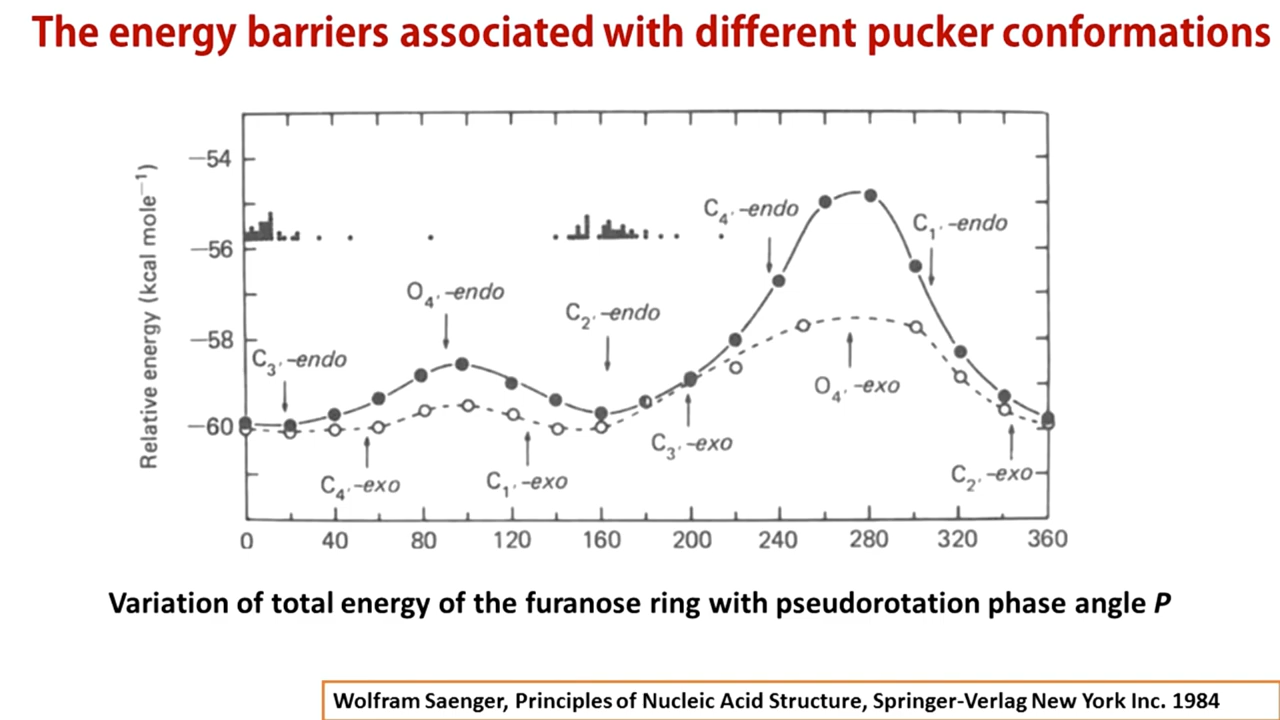 The energy barriers associated with different pucker conformations
Relative energy (kcal mole⁻¹)
−54
−56
−58
−60
C₄'-endo
C₁'-endo
O₄'-endo
C₂'-endo
C₃'-endo
O₄'-exo
C₃'-exo
C₂'-exo
C₄'-exo
C₁'-exo
0 40 80 120 160 200 240 280 320 360
Variation of total energy of the furanose ring with pseudorotation phase angle P
Wolfram Saenger, Principles of Nucleic Acid Structure, Springer-Verlag New York Inc. 1984